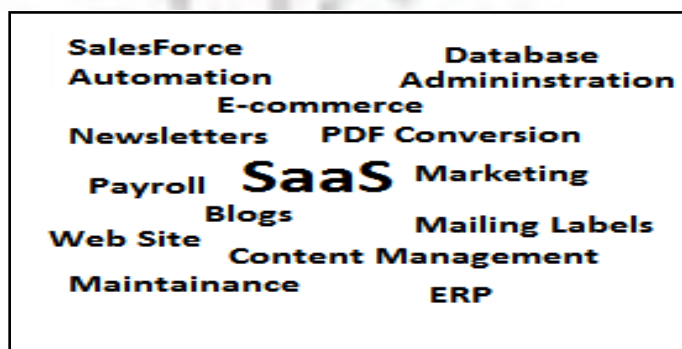 SalesForce
Automation
Database
Admininstration
E-commerce
Newsletters
PDF Conversion
Payroll
SaaS
Marketing
Blogs
Mailing Labels
Web Site
Content Management
Maintainance
ERP